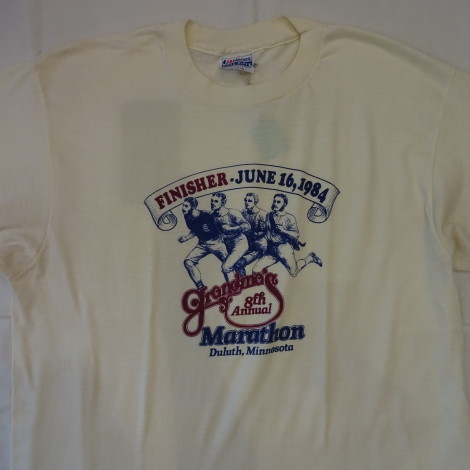 FINISHER - JUNE 16, 1984
Grandma's
8th
Annual
Marathon
Duluth, Minnesota